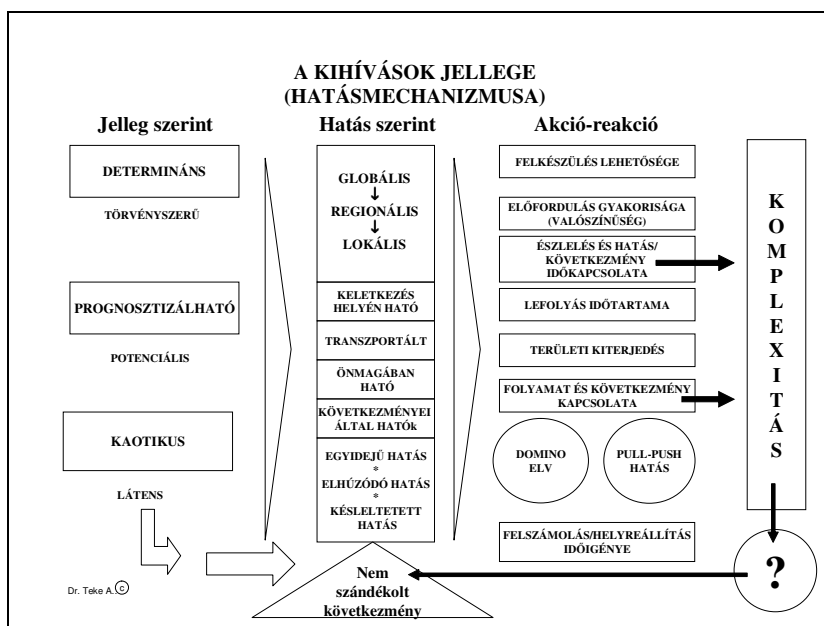 A KIHÍVÁSOK JELLEGE
(HATÁSMECHANIZMUSA)
Jelleg szerint
DETERMINÁNS
TÖRVÉNYSZERŰ
PROGNOSZTIZÁLHATÓ
POTENCIÁLIS
KAOTIKUS
LÁTENS
Hatás szerint
GLOBÁLIS
REGIONÁLIS
LOKÁLIS
KELETKEZÉS
HELYÉN HATÓ
TRANSZPORTÁLT
ÖNMAGÁBAN
HATÓ
KÖVETKEZMÉNYEI
ÁLTAL HATÓk
EGYIDEJŰ HATÁS
*
ELHÚZÓDÓ HATÁS
*
KÉSLELTETETT
HATÁS
Nem
szándékolt
következmény
Akció-reakció
FELKÉSZÜLÉS LEHETŐSÉGE
ELŐFORDULÁS GYAKORISÁGA
(VALÓSZÍNŰSÉG)
ÉSZLELÉS ÉS HATÁS/
KÖVETKEZMÉNY
IDŐKAPCSOLATA
LEFOLYÁS IDŐTARTAMA
TERÜLETI KITERJEDÉS
FOLYAMAT ÉS KÖVETKEZMÉNY
KAPCSOLATA
DOMINO
ELV
PULL-PUSH
HATÁS
FELSZÁMOLÁS/HELYREÁLLÍTÁS
IDŐIGÉNYE
K
O
M
P
L
E
X
I
T
Á
S
?
Dr. Teke A. ©